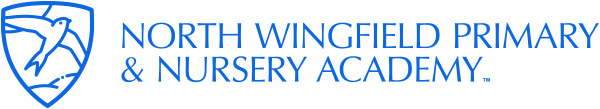 NORTH WINGFIELD PRIMARY
& NURSERY ACADEMY™